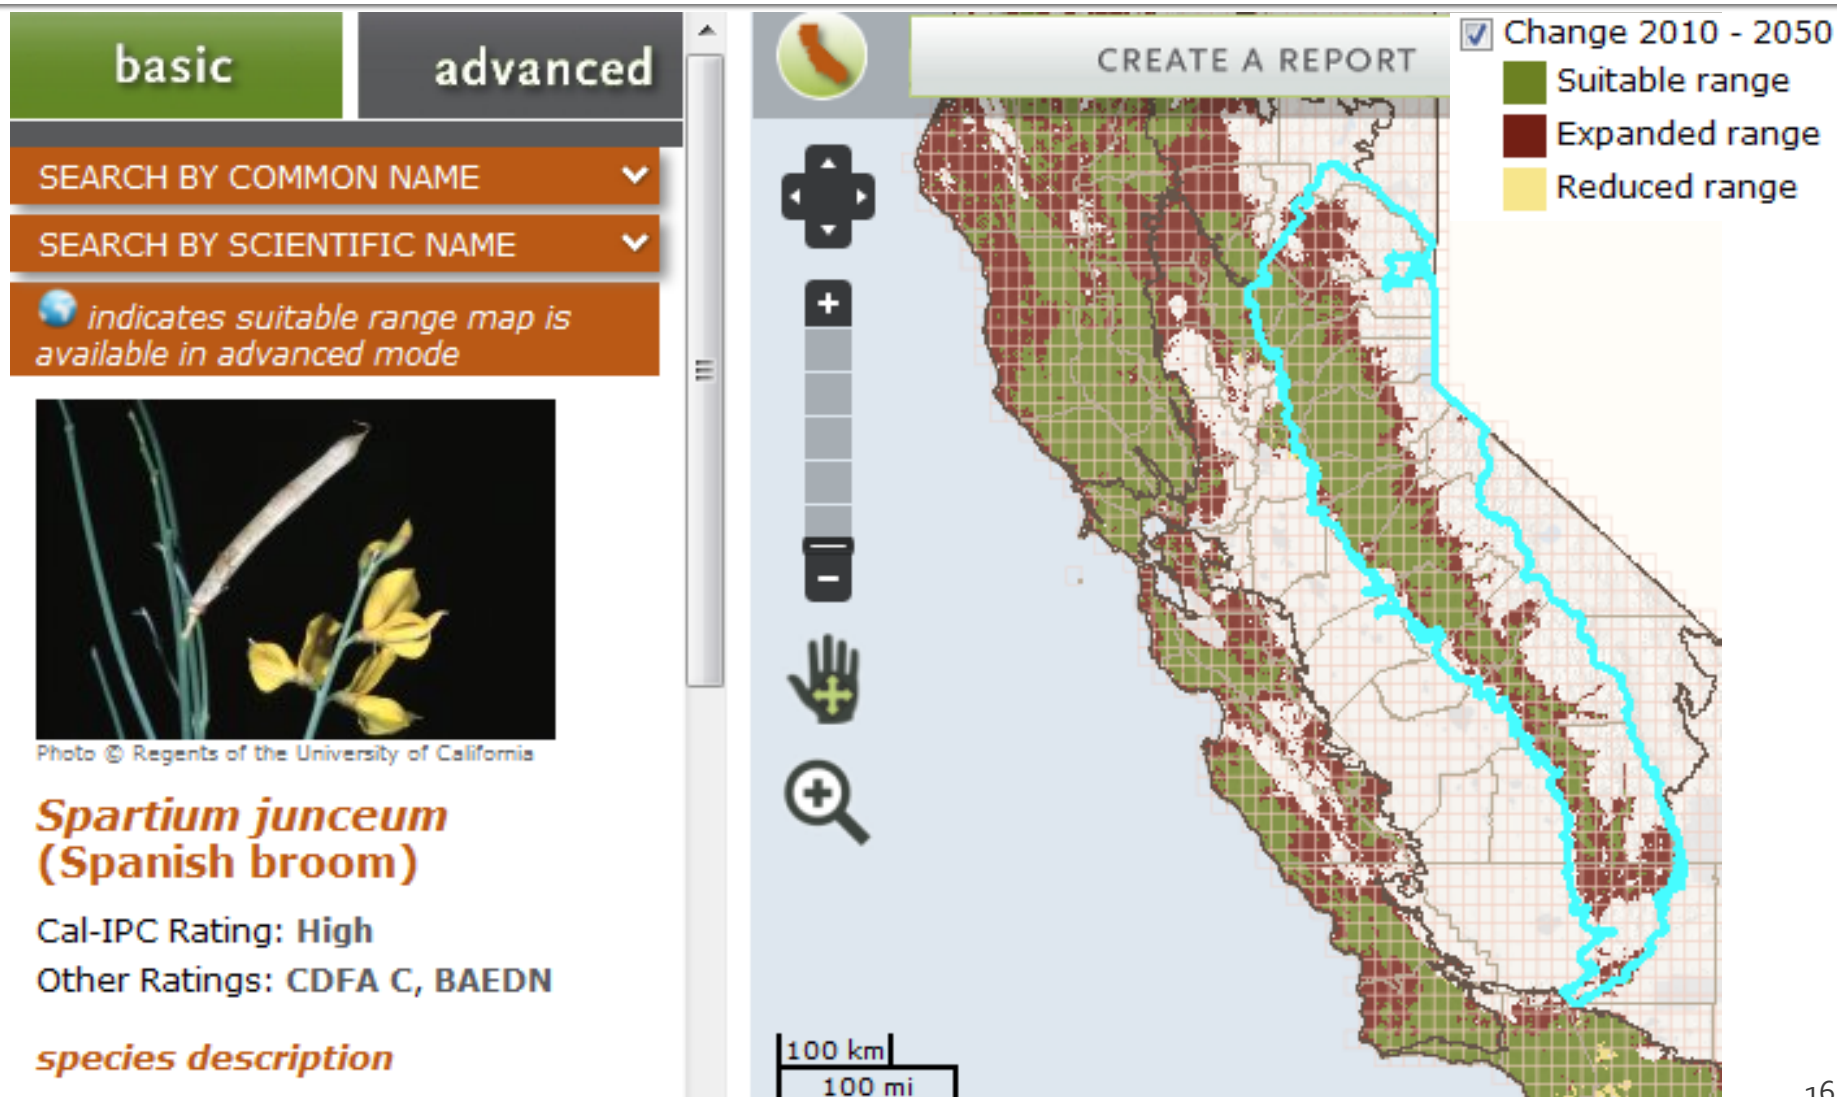 basic
advanced
SEARCH BY COMMON NAME
SEARCH BY SCIENTIFIC NAME
indicates suitable range map is
available in advanced mode
Photo © Regents of the University of California
Spartium junceum
(Spanish broom)
Cal-IPC Rating: High
Other Ratings: CDFA C, BAEDN
species description
CREATE A REPORT
+
−
100 km
100 mi
Change 2010 - 2050
Suitable range
Expanded range
Reduced range
16